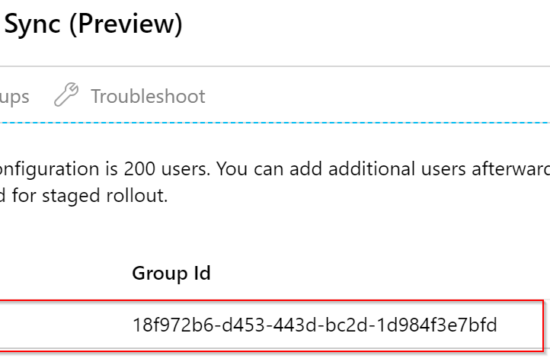 Sync (Preview)
ups Troubleshoot
onfiguration is 200 users. You can add additional users afterward
d for staged rollout.
Group Id
18f972b6-d453-443d-bc2d-1d984f3e7bfd